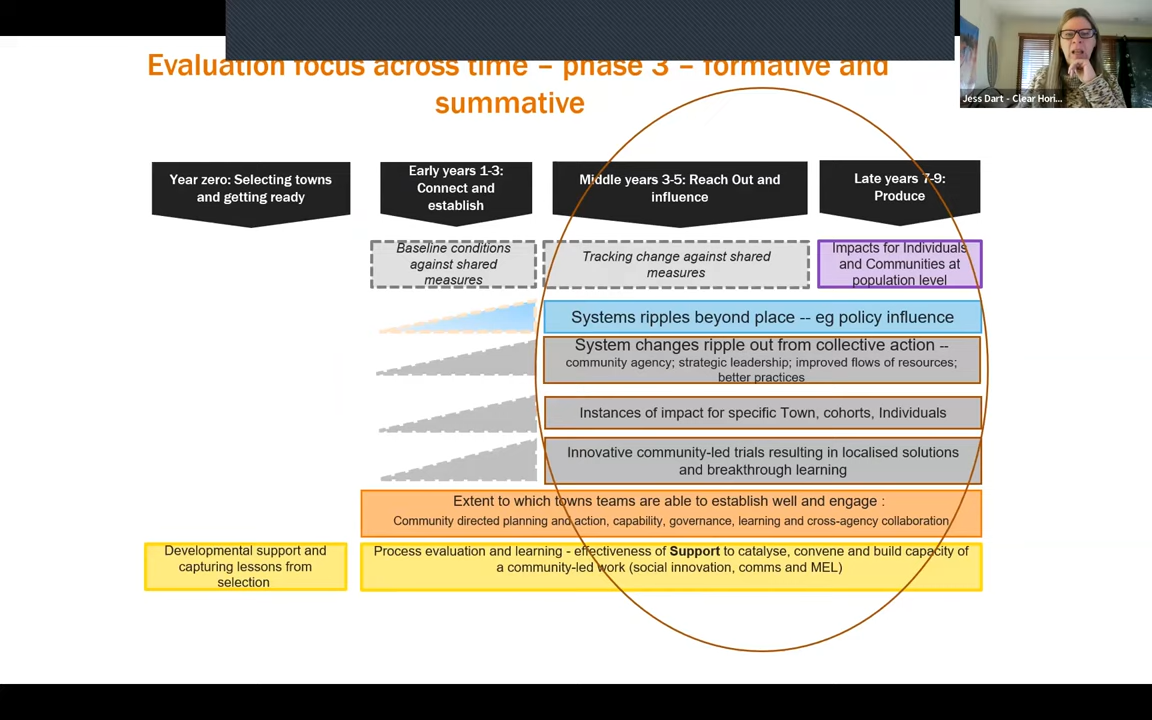 Evaluation focus across time – phase 3 – formative and
summative
Jess Dart - Clear Hori...
Year zero: Selecting towns
and getting ready
Early years 1-3:
Connect and
establish
Middle years 3-5: Reach Out and
influence
Late years 7-9:
Produce
Baseline conditions
against shared
measures
Tracking change against shared
measures
Impacts for Individuals
and Communities at
population level
Systems ripples beyond place -- eg policy influence
System changes ripple out from collective action --
community agency; strategic leadership; improved flows of resources;
better practices
Instances of impact for specific Town, cohorts, Individuals
Innovative community-led trials resulting in localised solutions
and breakthrough learning
Extent to which towns teams are able to establish well and engage :
Community directed planning and action, capability, governance, learning and cross-agency collaboration
Developmental support and
capturing lessons from
selection
Process evaluation and learning - effectiveness of Support to catalyse, convene and build capacity of
a community-led work (social innovation, comms and MEL)